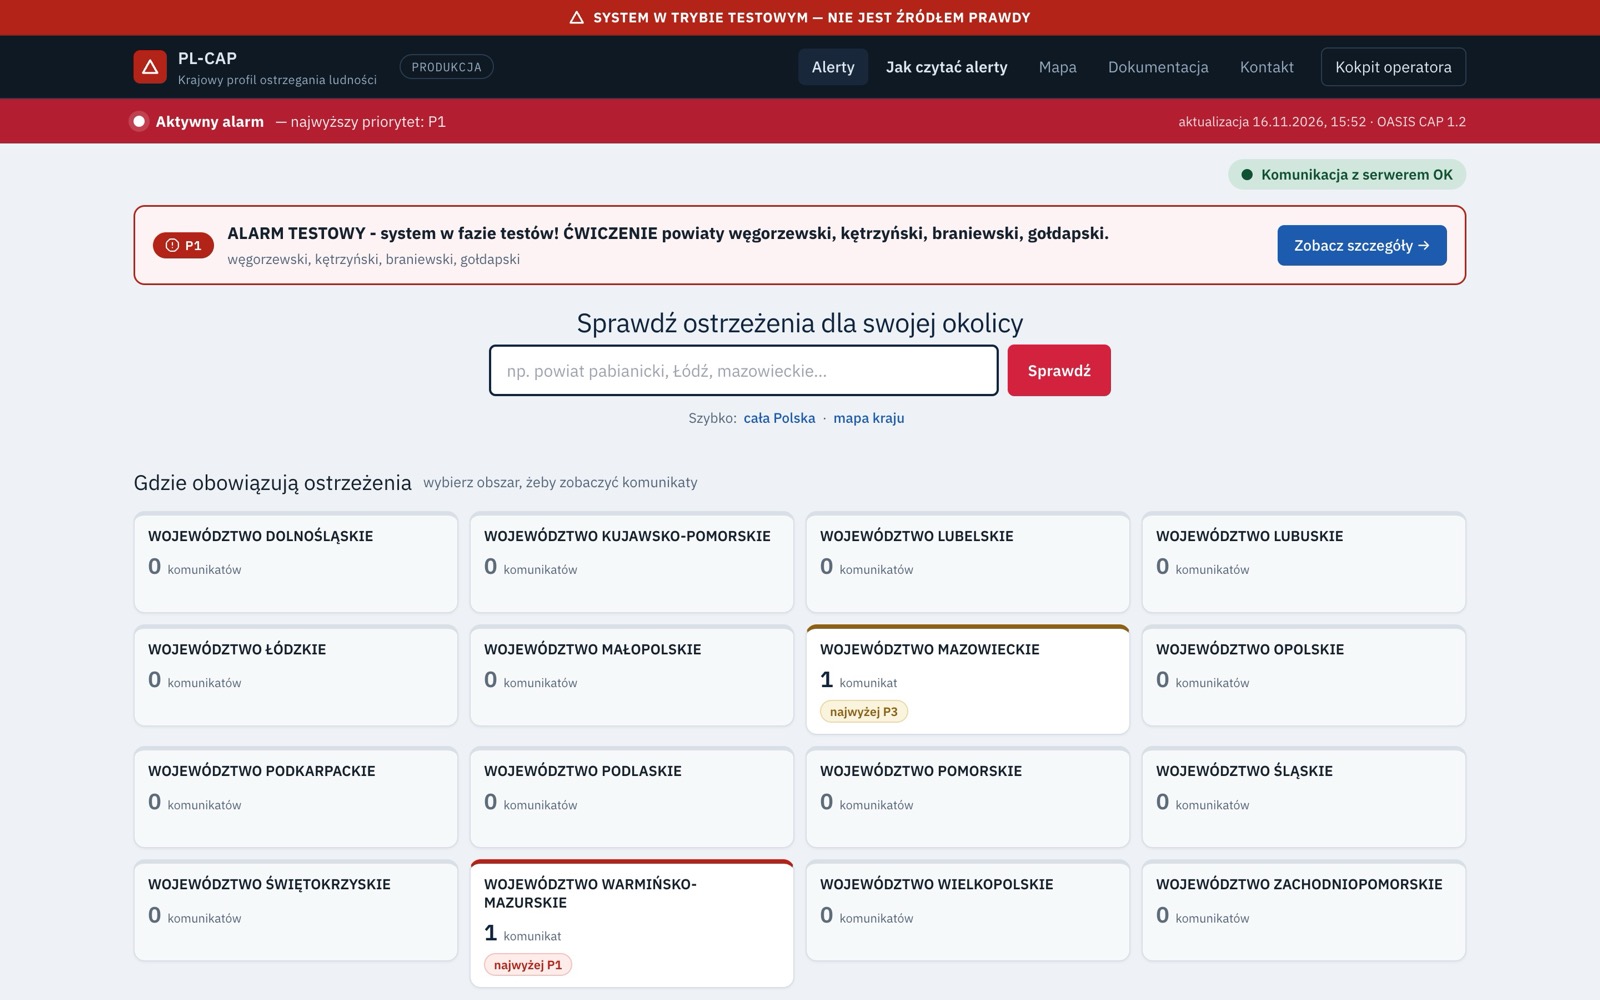 SYSTEM W TRYBIE TESTOWYM — NIE JEST ŹRÓDŁEM PRAWDY
PL-CAP
Krajowy profil ostrzegania ludności
PRODUKCJA
Alerty
Jak czytać alerty
Mapa
Dokumentacja
Kontakt
Kokpit operatora
Aktywny alarm — najwyższy priorytet: P1
aktualizacja 16.11.2026, 15:52 · OASIS CAP 1.2
Komunikacja z serwerem OK
P1
ALARM TESTOWY - system w fazie testów! ĆWICZENIE powiaty węgorzewski, kętrzyński, braniewski, gołdapski.
węgorzewski, kętrzyński, braniewski, gołdapski
Zobacz szczegóły →
Sprawdź ostrzeżenia dla swojej okolicy
np. powiat pabianicki, Łódź, mazowieckie...
Sprawdź
Szybko: cała Polska · mapa kraju
Gdzie obowiązują ostrzeżenia wybierz obszar, żeby zobaczyć komunikaty
WOJEWÓDZTWO DOLNOŚLĄSKIE
0 komunikatów
WOJEWÓDZTWO KUJAWSKO-POMORSKIE
0 komunikatów
WOJEWÓDZTWO LUBELSKIE
0 komunikatów
WOJEWÓDZTWO LUBUSKIE
0 komunikatów
WOJEWÓDZTWO ŁÓDZKIE
0 komunikatów
WOJEWÓDZTWO MAŁOPOLSKIE
0 komunikatów
WOJEWÓDZTWO MAZOWIECKIE
1 komunikat
najwyżej P3
WOJEWÓDZTWO OPOLSKIE
0 komunikatów
WOJEWÓDZTWO PODKARPACKIE
0 komunikatów
WOJEWÓDZTWO PODLASKIE
0 komunikatów
WOJEWÓDZTWO POMORSKIE
0 komunikatów
WOJEWÓDZTWO ŚLĄSKIE
0 komunikatów
WOJEWÓDZTWO ŚWIĘTOKRZYSKIE
0 komunikatów
WOJEWÓDZTWO WARMIŃSKO-
MAZURSKIE
1 komunikat
najwyżej P1
WOJEWÓDZTWO WIELKOPOLSKIE
0 komunikatów
WOJEWÓDZTWO ZACHODNIOPOMORSKIE
0 komunikatów